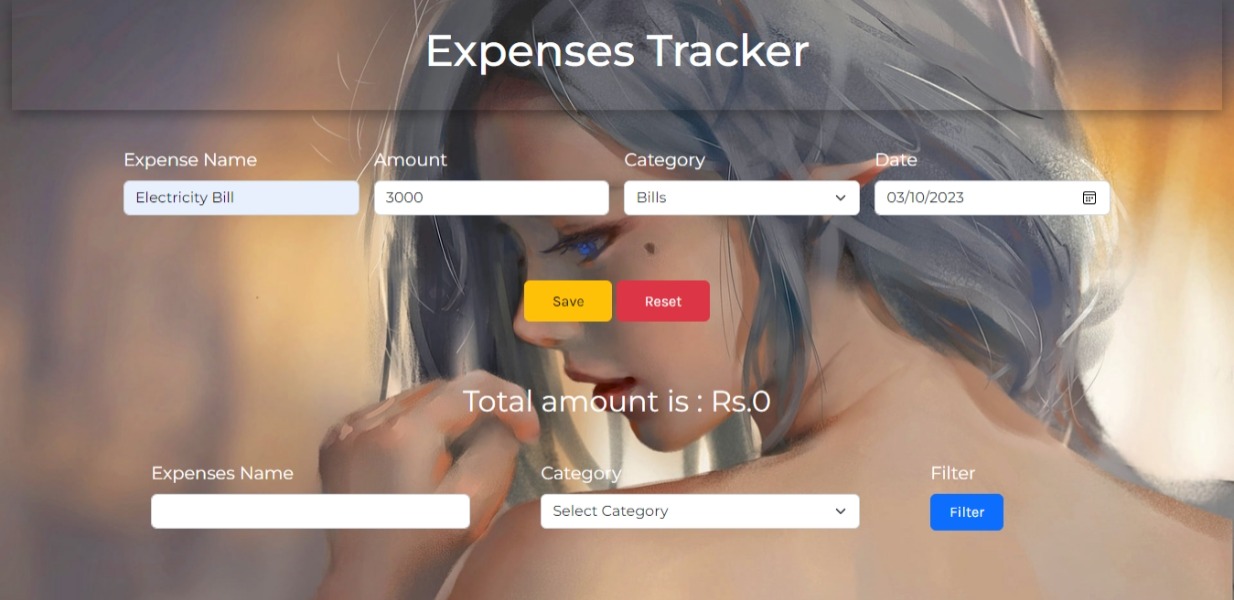 Expenses Tracker
Expense Name Amount Category Date
Electricity Bill 3000 Bills 03/10/2023
Save Reset
Total amount is : Rs.0
Expenses Name Category Filter
Select Category Filter